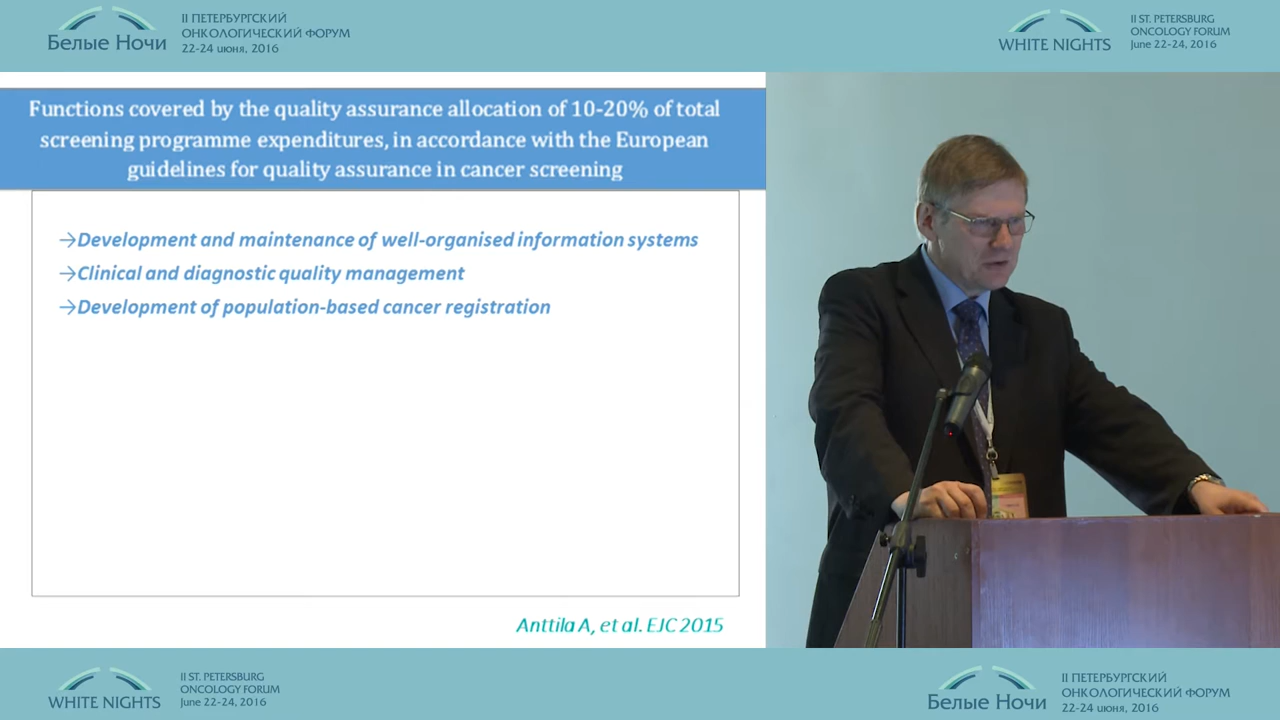 Белые Ночи
II ПЕТЕРБУРГСКИЙ
ОНКОЛОГИЧЕСКИЙ ФОРУМ
22-24 июня, 2016
WHITE NIGHTS
II ST. PETERSBURG
ONCOLOGY FORUM
June 22-24, 2016
Functions covered by the quality assurance allocation of 10-20% of total
screening programme expenditures, in accordance with the European
guidelines for quality assurance in cancer screening
→Development and maintenance of well-organised information systems
→Clinical and diagnostic quality management
→Development of population-based cancer registration
Anttila A, et al. EJC 2015
WHITE NIGHTS
II ST. PETERSBURG
ONCOLOGY FORUM
June 22-24, 2016
Белые Ночи
II ПЕТЕРБУРГСКИЙ
ОНКОЛОГИЧЕСКИЙ ФОРУМ
22-24 июня, 2016